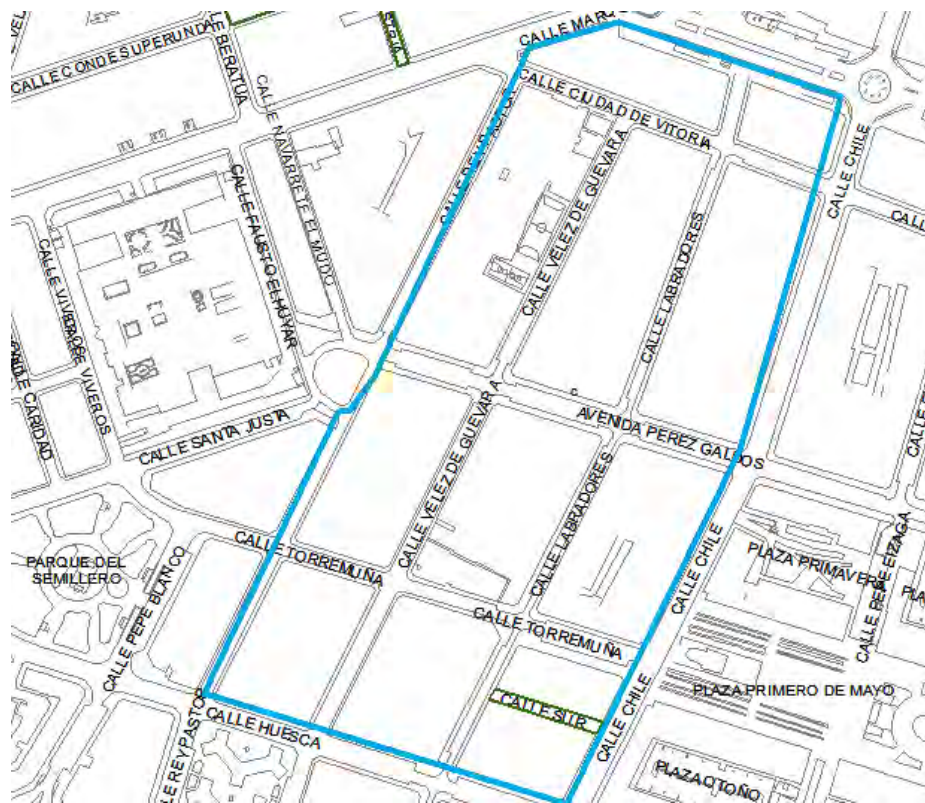 CALLE CONDE SUPERUNDA
CALLE MARQ
CALLE CIUDAD DE VITORIA
CALLE NAVARRETE EL MUDO
CALLE CHILE
CALLE VELEZ DE GUEVARA
CALLE LABRADORES
CALLE FAUSTO ELHUYAR
CALLE VIVEROS
CALLE VIVEROS
CARIDAD
CALLE SANTA JUSTA
AVENIDA PEREZ GALDOS
CALLE VELEZ DE GUEVARA
CALLE LABRADORES
CALLE CHILE
PARQUE DEL
SEMILLERO
CALLE TORREMUÑA
PLAZA PRIMAVERA
CALLE PEPE EIZAGA
CALLE PEPE BLANCO
CALLE TORREMUÑA
PLAZA PRIMERO DE MAYO
CALLE SUR
CALLE CHILE
CALLE HUESCA
LE REY PASTOR
PLAZA OTOÑO